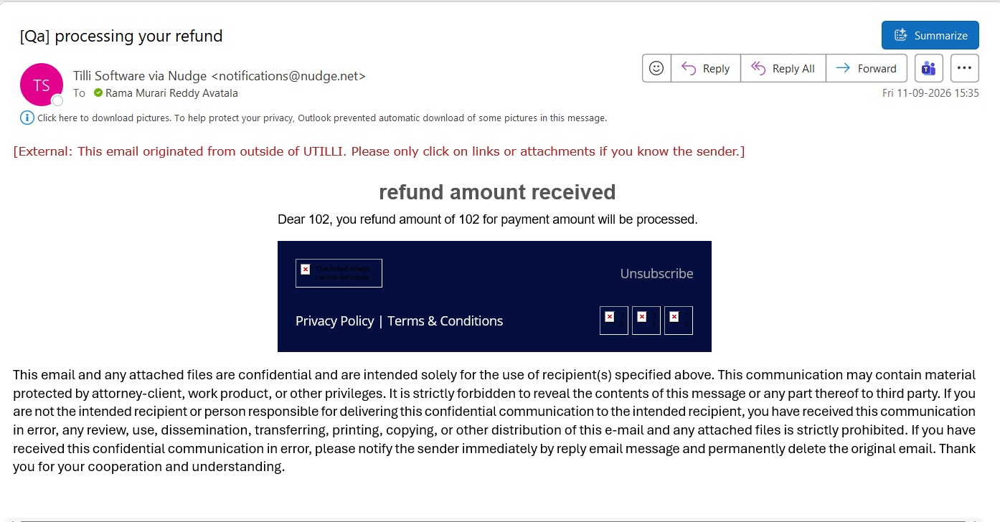 [Qa] processing your refund
Summarize
TS
Tilli Software via Nudge <notifications@nudge.net>
To Rama Murari Reddy Avatala
Reply
Reply All
Forward
Fri 11-09-2026 15:35
Click here to download pictures. To help protect your privacy, Outlook prevented automatic download of some pictures in this message.
[External: This email originated from outside of UTILLI. Please only click on links or attachments if you know the sender.]
refund amount received
Dear 102, you refund amount of 102 for payment amount will be processed.
The linked image
cannot be displa...
Unsubscribe
Privacy Policy | Terms & Conditions
This email and any attached files are confidential and are intended solely for the use of recipient(s) specified above. This communication may contain material
protected by attorney-client, work product, or other privileges. It is strictly forbidden to reveal the contents of this message or any part thereof to third party. If you
are not the intended recipient or person responsible for delivering this confidential communication to the intended recipient, you have received this communication
in error, any review, use, dissemination, transferring, printing, copying, or other distribution of this e-mail and any attached files is strictly prohibited. If you have
received this confidential communication in error, please notify the sender immediately by reply email message and permanently delete the original email. Thank
you for your cooperation and understanding.